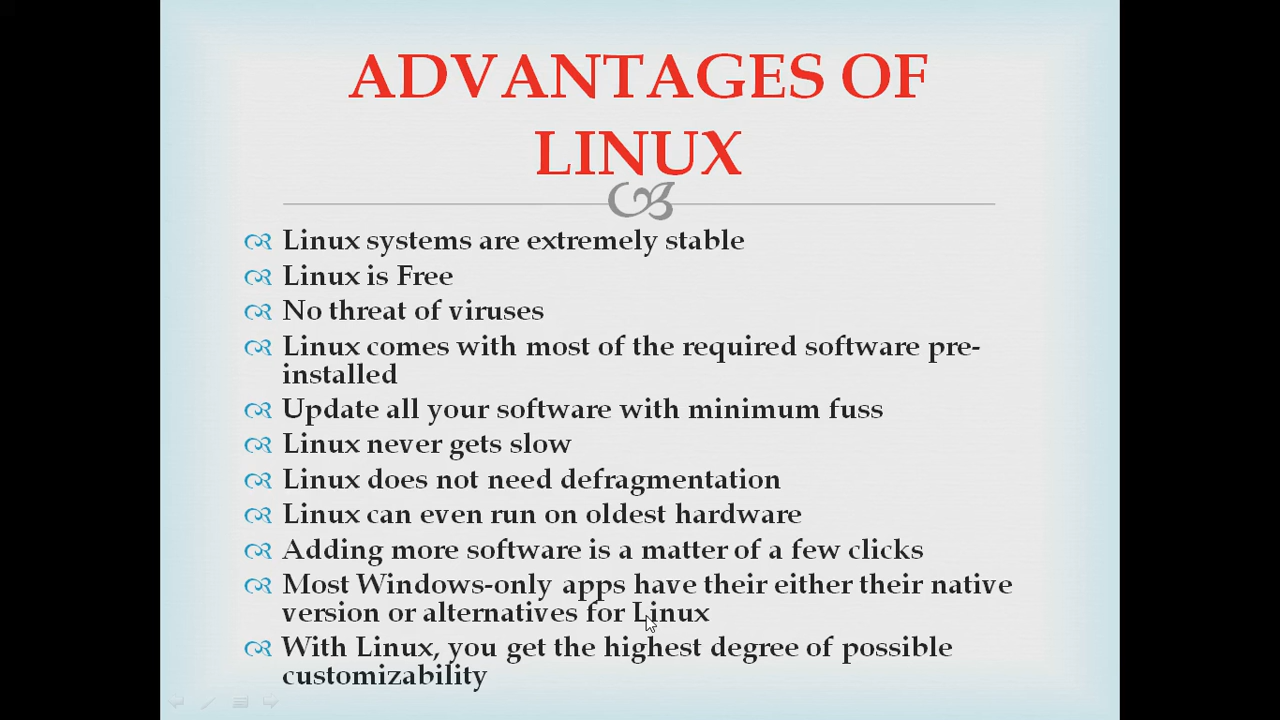 ADVANTAGES OF
LINUX
Linux systems are extremely stable
Linux is Free
No threat of viruses
Linux comes with most of the required software pre-
installed
Update all your software with minimum fuss
Linux never gets slow
Linux does not need defragmentation
Linux can even run on oldest hardware
Adding more software is a matter of a few clicks
Most Windows-only apps have their either their native
version or alternatives for Linux
With Linux, you get the highest degree of possible
customizability